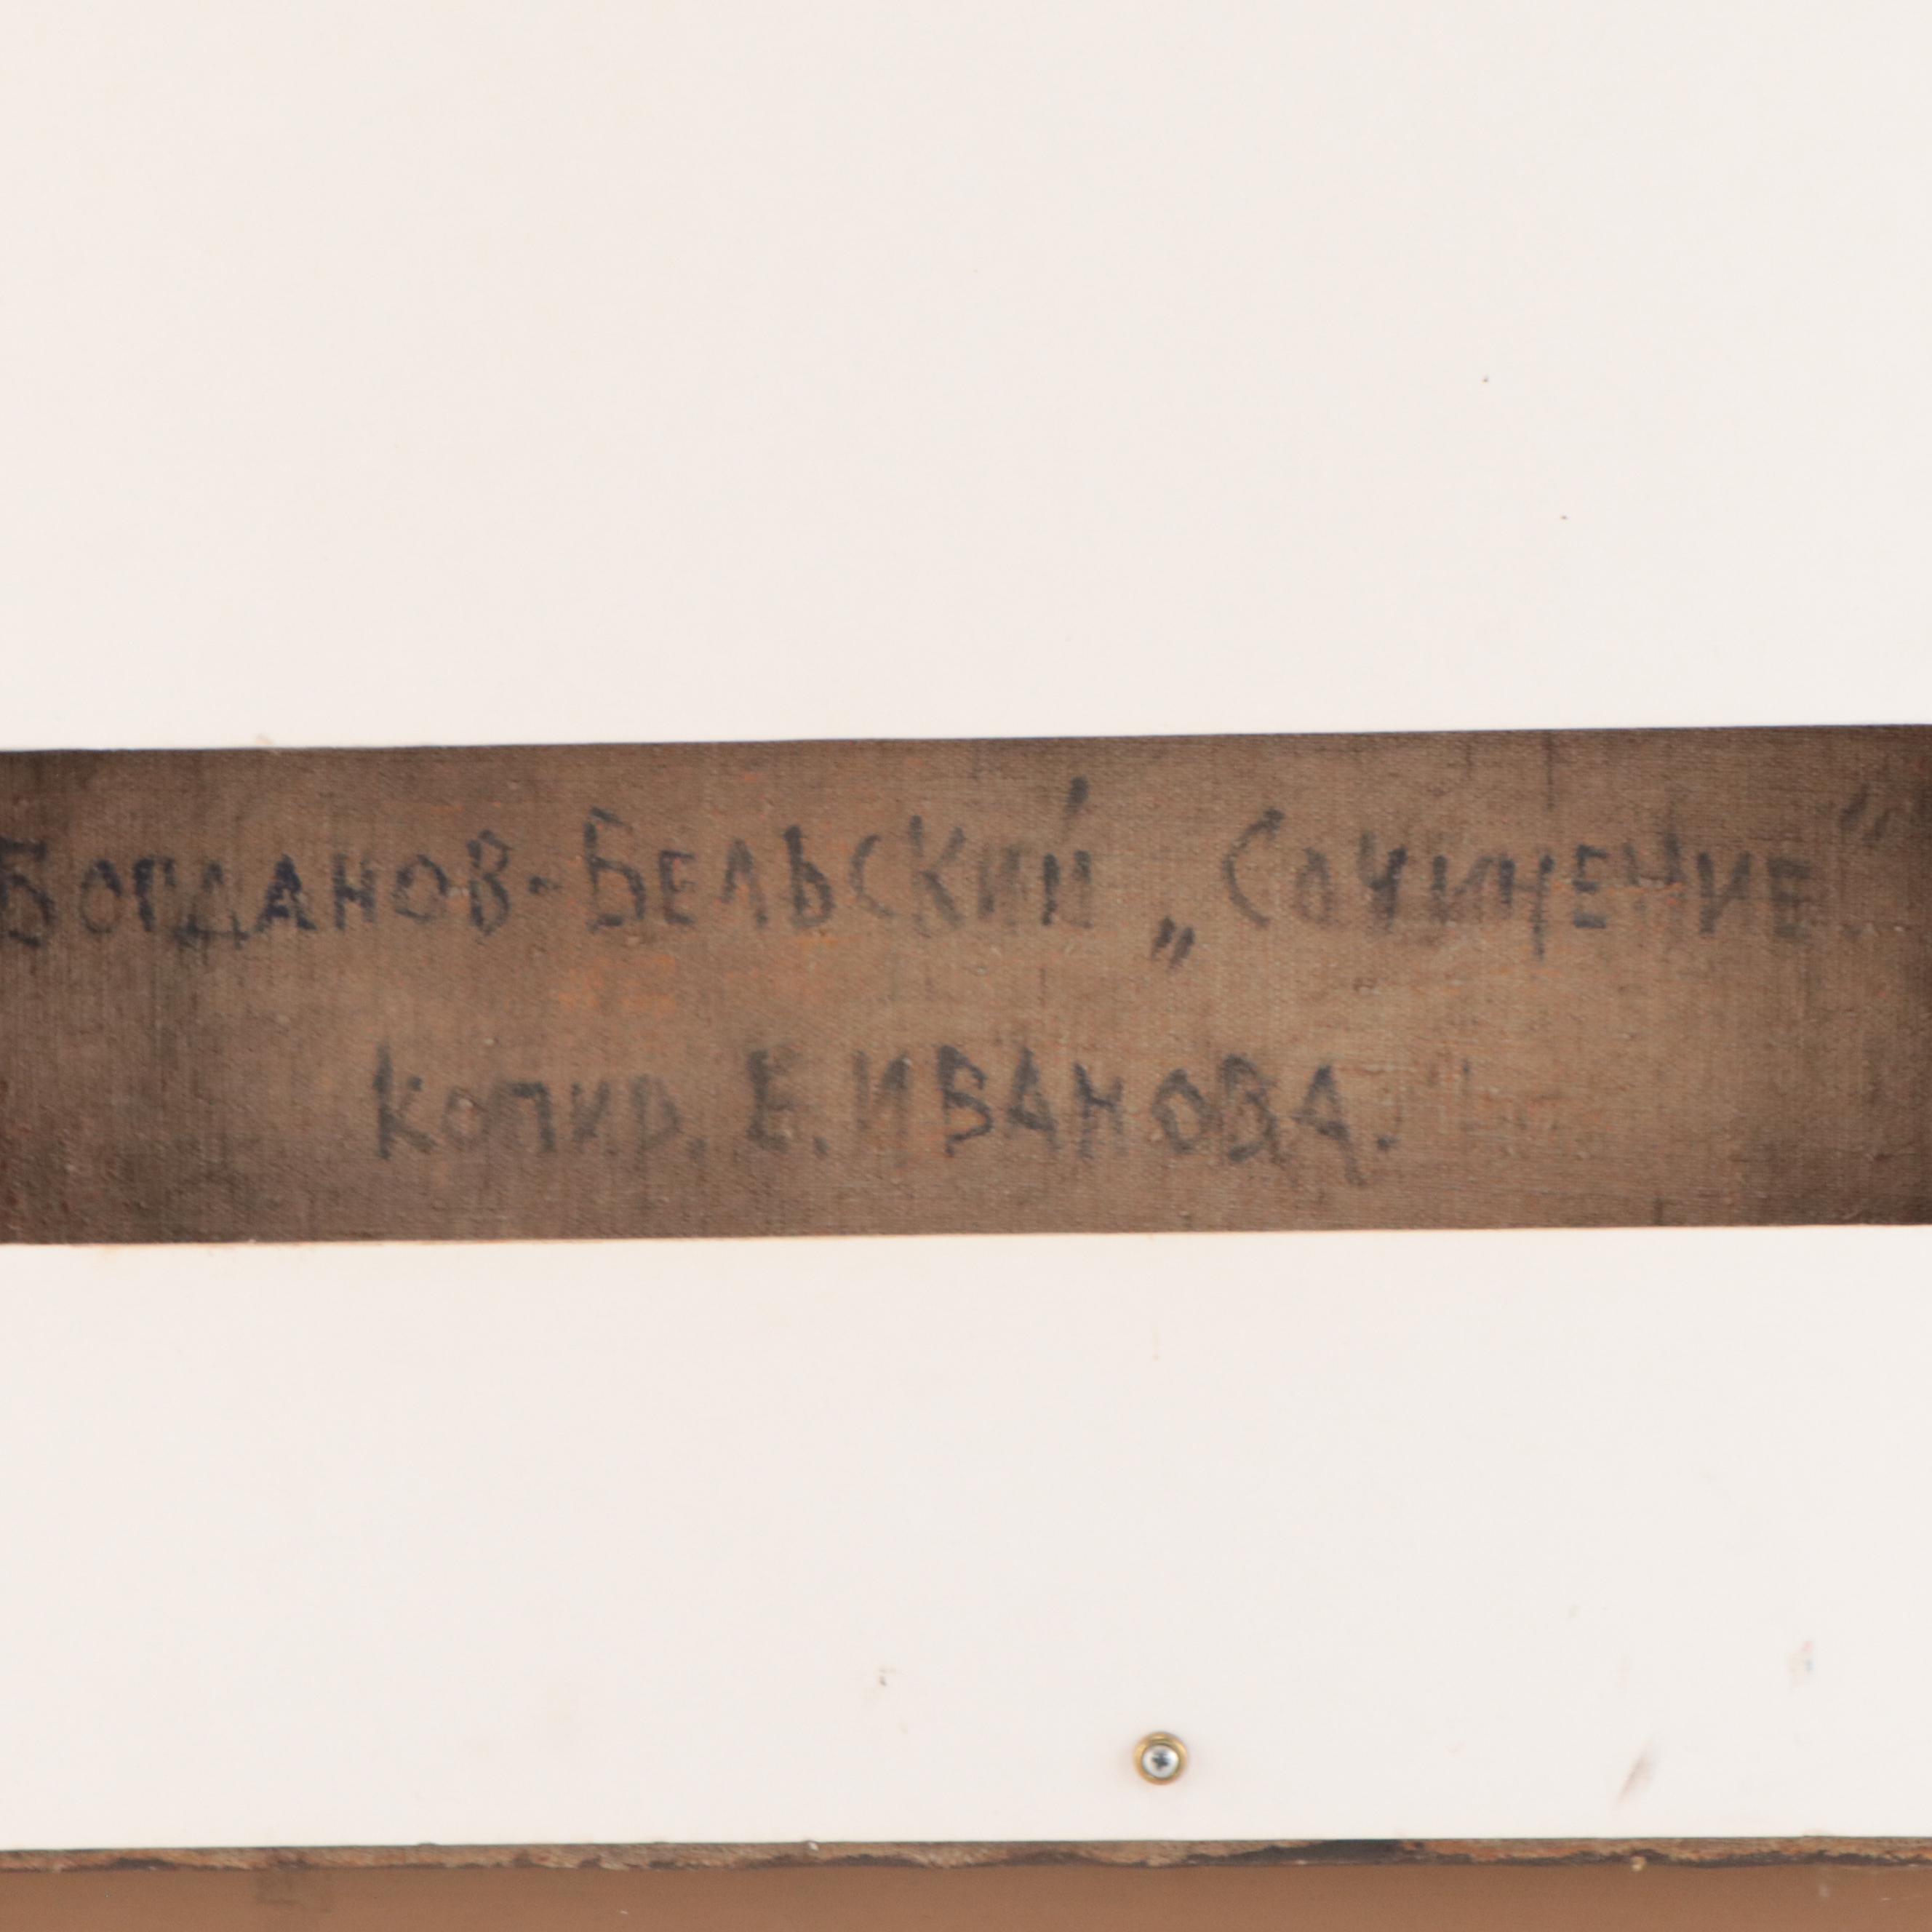 Богданов-Бельский „Сочинение"
Копир. Е. Иванова.